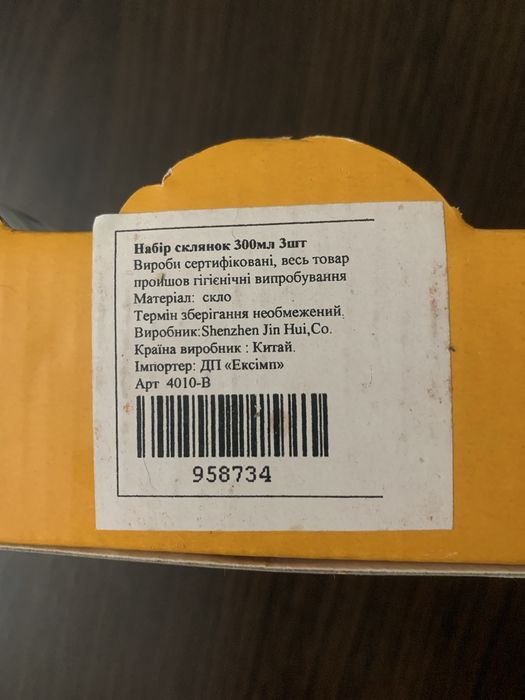 Набір склянок 300мл 3шт
Вироби сертифіковані, весь товар
пройшов гігієнічні випробування
Матеріал: скло
Термін зберігання необмежений.
Виробник:Shenzhen Jin Hui,Co.
Країна виробник : Китай.
Імпортер: ДП «Ексімп»
Арт 4010-В
958734